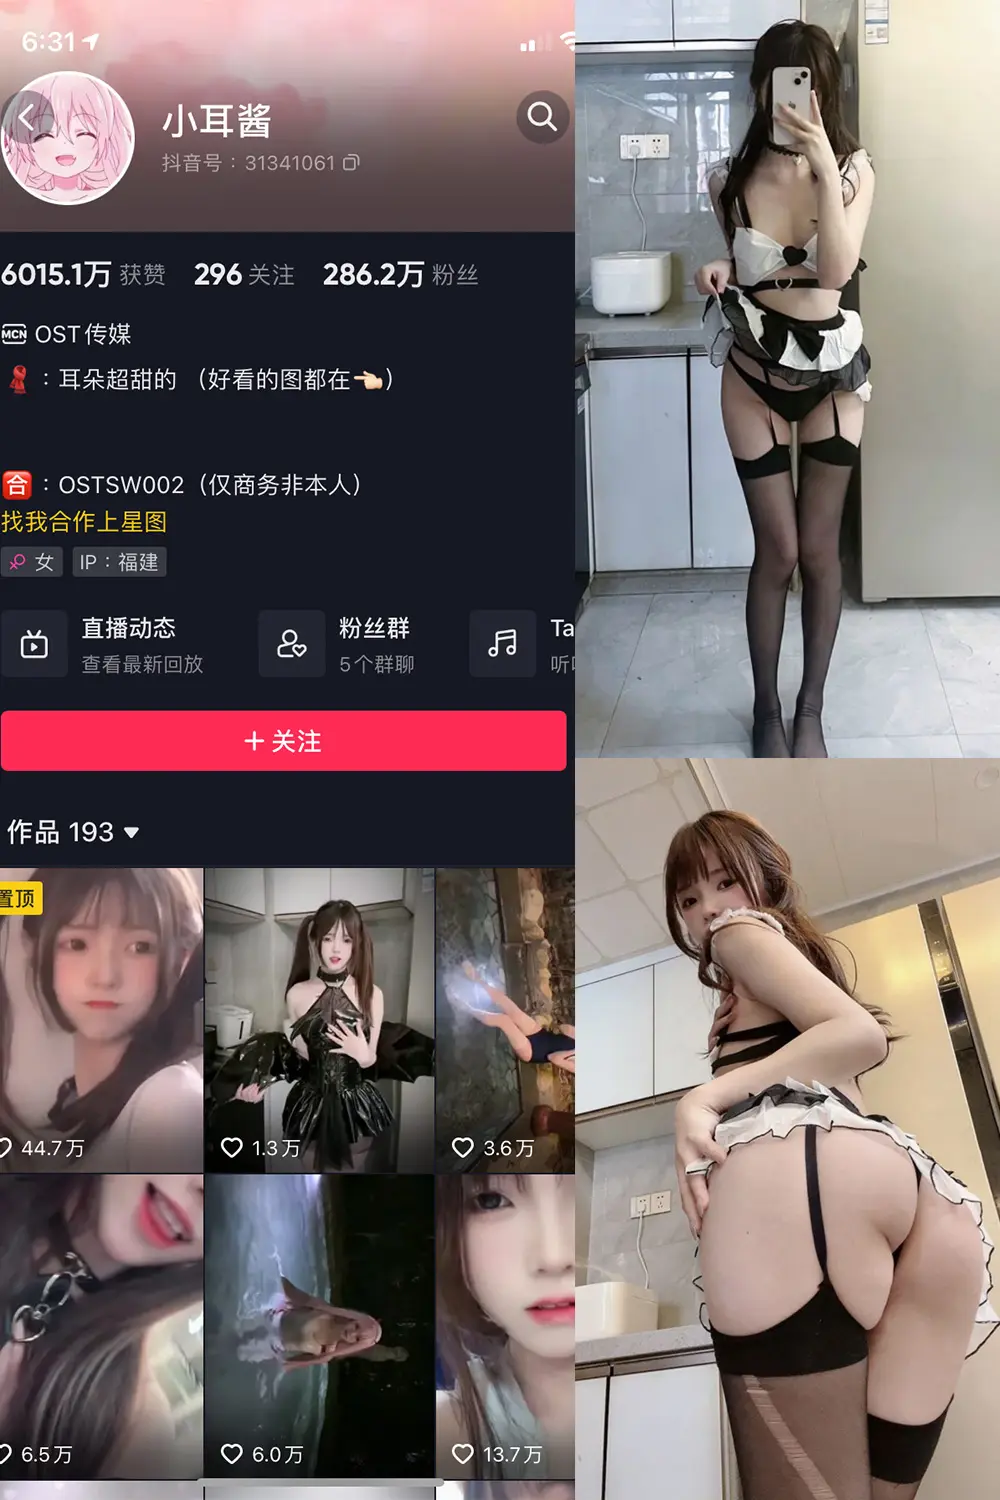 6:31
小耳酱
抖音号：31341061
6015.1万 获赞 296 关注 286.2万 粉丝
MCN OST传媒
：耳朵超甜的 （好看的图都在👈🏻）
合：OSTSW002（仅商务非本人）
找我合作上星图
女 IP：福建
直播动态 粉丝群
查看最新回放 5个群聊
+ 关注
作品 193
置顶
44.7万 1.3万 3.6万
6.5万 6.0万 13.7万